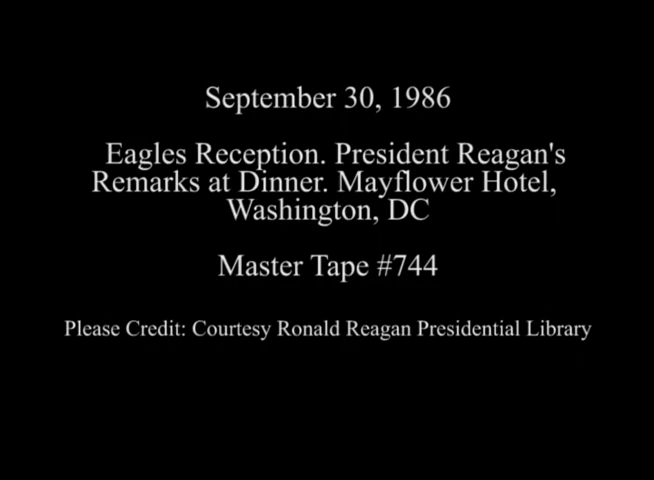 September 30, 1986
Eagles Reception. President Reagan's
Remarks at Dinner. Mayflower Hotel,
Washington, DC
Master Tape #744
Please Credit: Courtesy Ronald Reagan Presidential Library